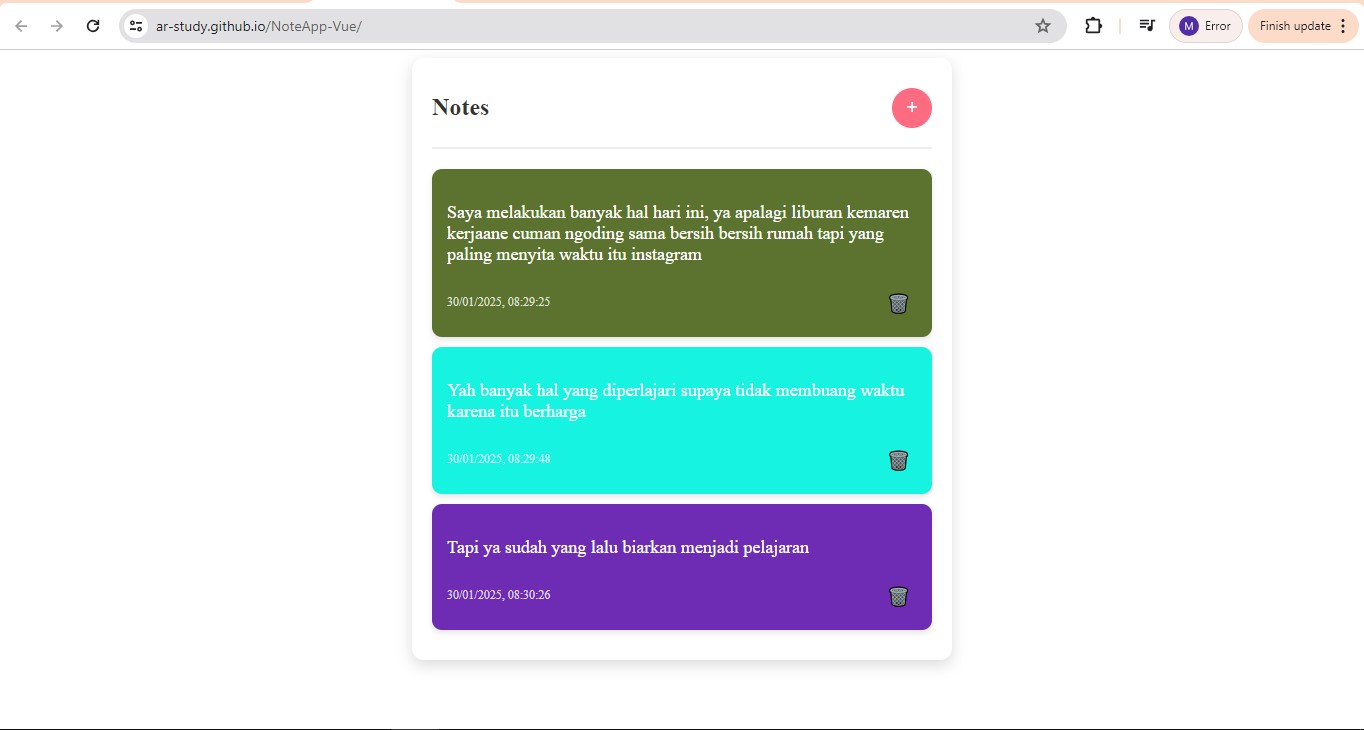 ar-study.github.io/NoteApp-Vue/
M Error
Finish update
Notes
+
Saya melakukan banyak hal hari ini, ya apalagi liburan kemaren
kerjaane cuman ngoding sama bersih bersih rumah tapi yang
paling menyita waktu itu instagram
30/01/2025, 08:29:25
Yah banyak hal yang diperlajari supaya tidak membuang waktu
karena itu berharga
30/01/2025, 08:29:48
Tapi ya sudah yang lalu biarkan menjadi pelajaran
30/01/2025, 08:30:26